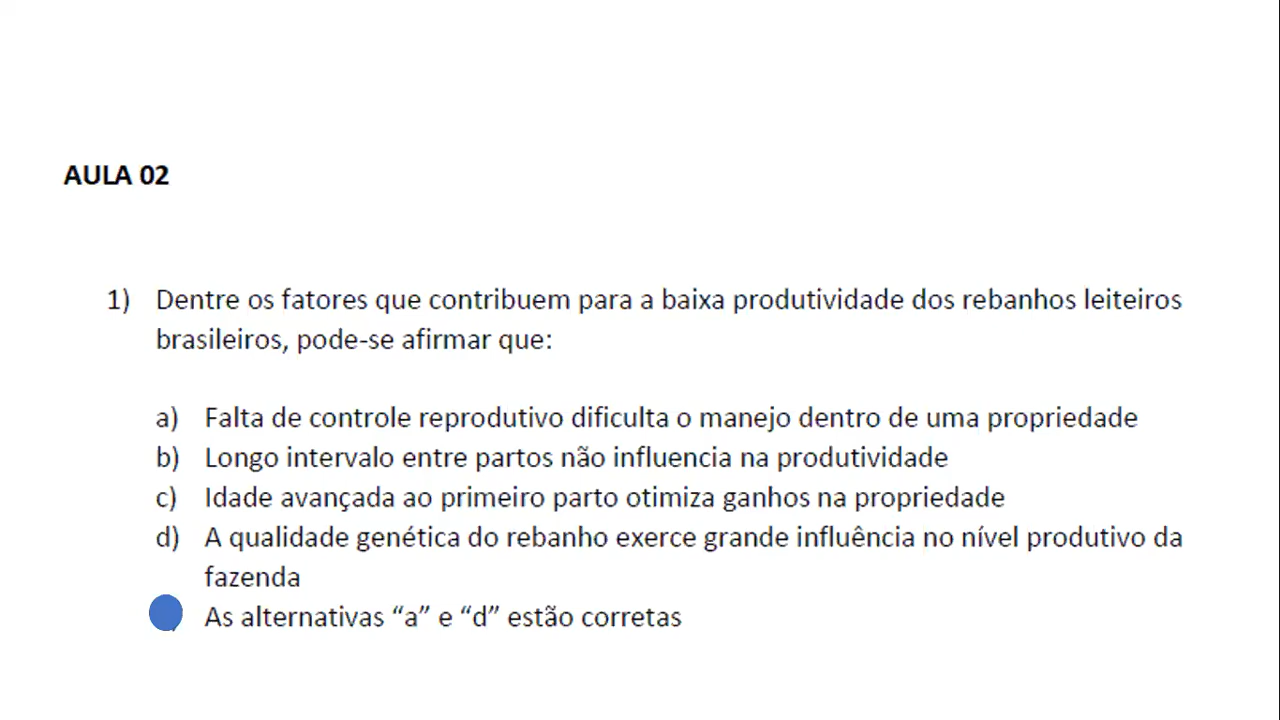 AULA 02
1) Dentre os fatores que contribuem para a baixa produtividade dos rebanhos leiteiros
brasileiros, pode-se afirmar que:
a) Falta de controle reprodutivo dificulta o manejo dentro de uma propriedade
b) Longo intervalo entre partos não influencia na produtividade
c) Idade avançada ao primeiro parto otimiza ganhos na propriedade
d) A qualidade genética do rebanho exerce grande influência no nível produtivo da
fazenda
As alternativas “a” e “d” estão corretas